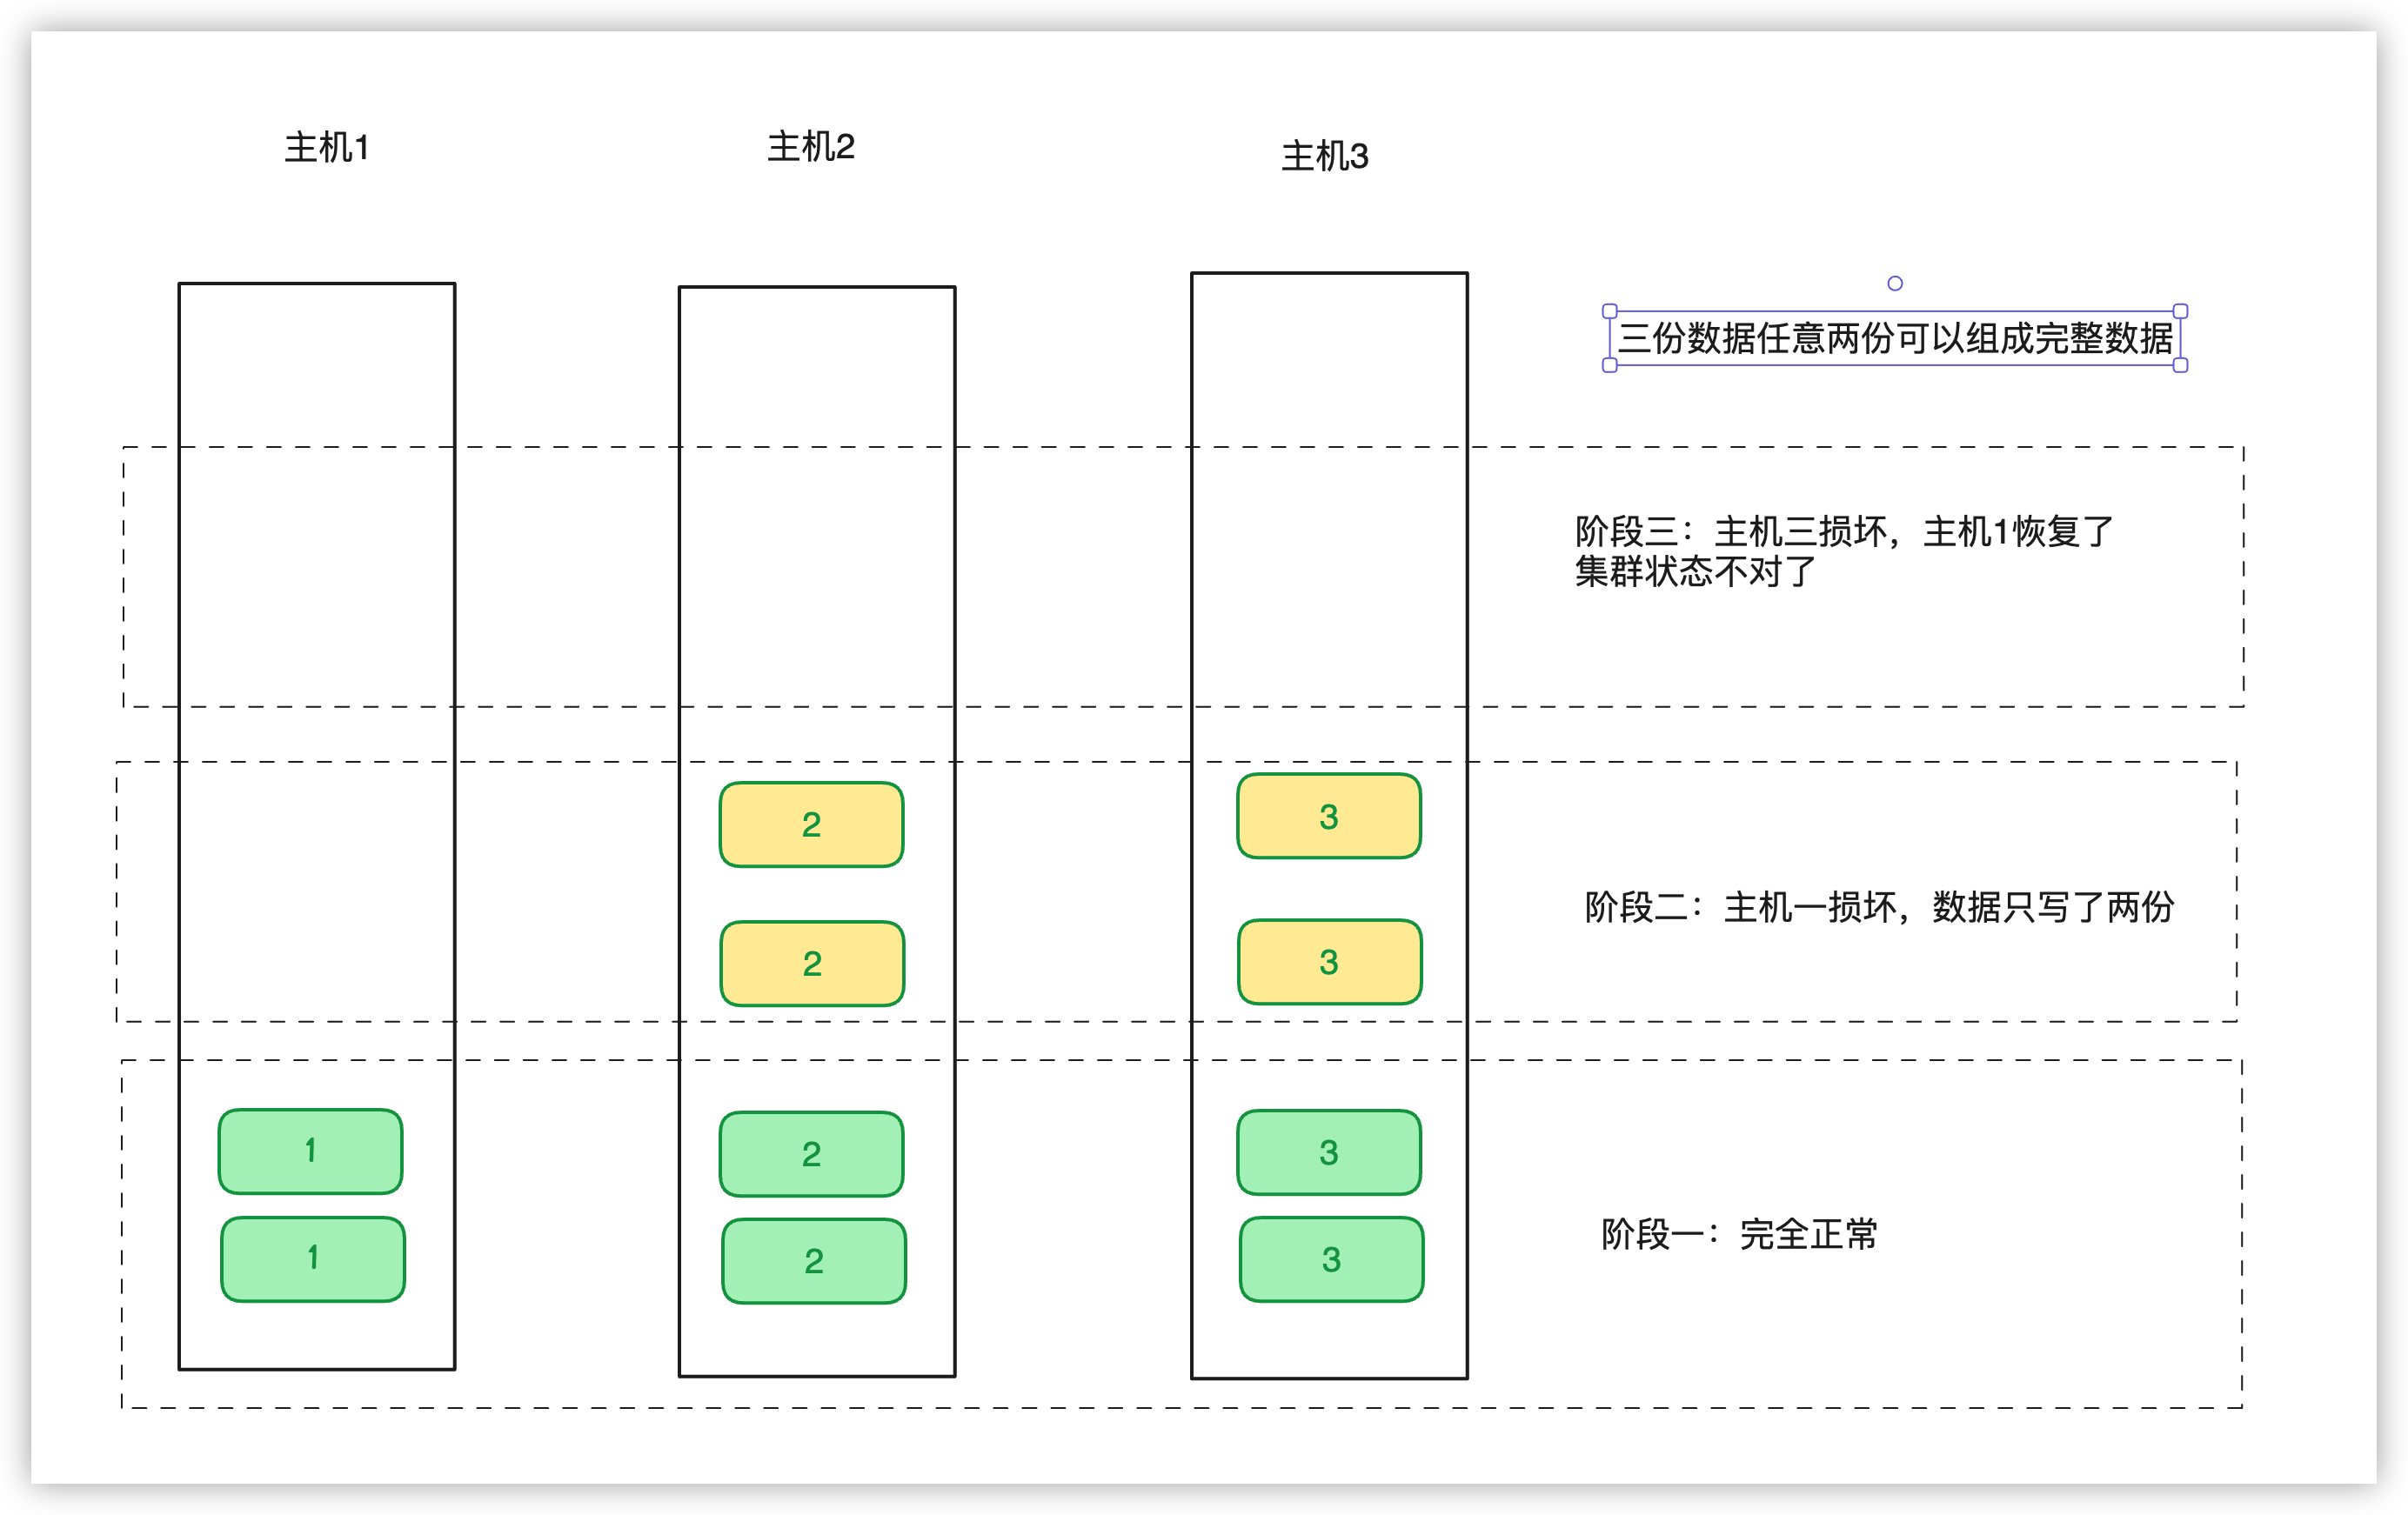 主机1
主机2
主机3
三份数据任意两份可以组成完整数据
阶段三：主机三损坏，主机1恢复了
集群状态不对了
2
3
2
3
阶段二：主机一损坏，数据只写了两份
1
2
3
1
2
3
阶段一：完全正常